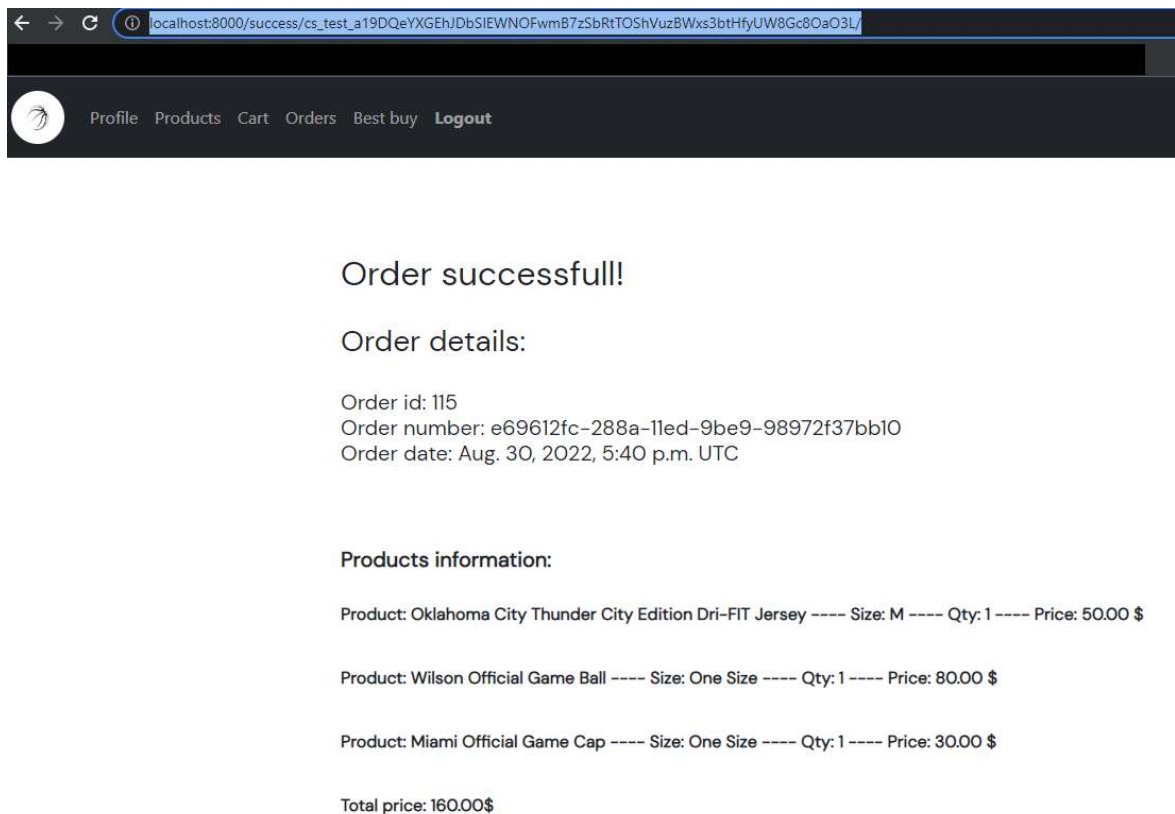 localhost:8000/success/cs_test_a19DQeYXGEhJDbSIEWNOFwmB7zSbRtTOShVuzBWxs3btHfyUW8Gc8OaO3L/
Profile Products Cart Orders Best buy Logout
Order successfull!
Order details:
Order id: 115
Order number: e69612fc-288a-11ed-9be9-98972f37bb10
Order date: Aug. 30, 2022, 5:40 p.m. UTC
Products information:
Product: Oklahoma City Thunder City Edition Dri-FIT Jersey ---- Size: M ---- Qty: 1 ---- Price: 50.00 $
Product: Wilson Official Game Ball ---- Size: One Size ---- Qty: 1 ---- Price: 80.00 $
Product: Miami Official Game Cap ---- Size: One Size ---- Qty: 1 ---- Price: 30.00 $
Total price: 160.00$